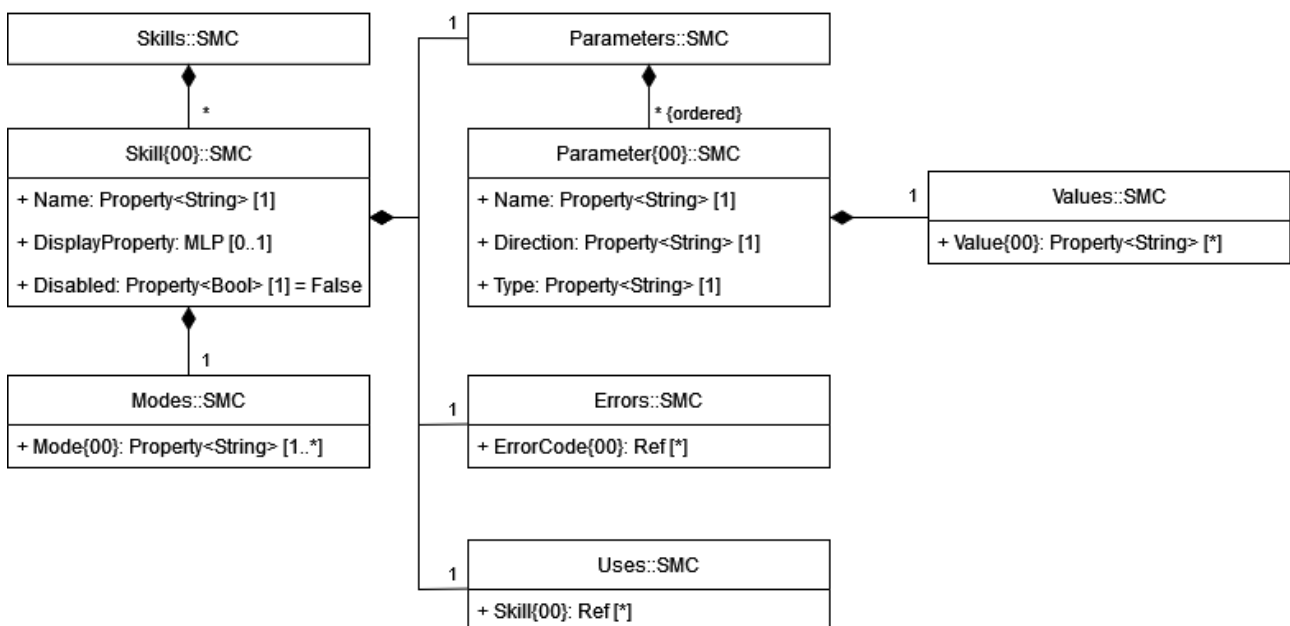 Skills::SMC
*
Skill{00}::SMC
+ Name: Property<String> [1]
+ DisplayProperty: MLP [0..1]
+ Disabled: Property<Bool> [1] = False
1
Modes::SMC
+ Mode{00}: Property<String> [1..*]
1
Parameters::SMC
* {ordered}
Parameter{00}::SMC
+ Name: Property<String> [1]
+ Direction: Property<String> [1]
+ Type: Property<String> [1]
1
Values::SMC
+ Value{00}: Property<String> [*]
1
Errors::SMC
+ ErrorCode{00}: Ref [*]
1
Uses::SMC
+ Skill{00}: Ref [*]